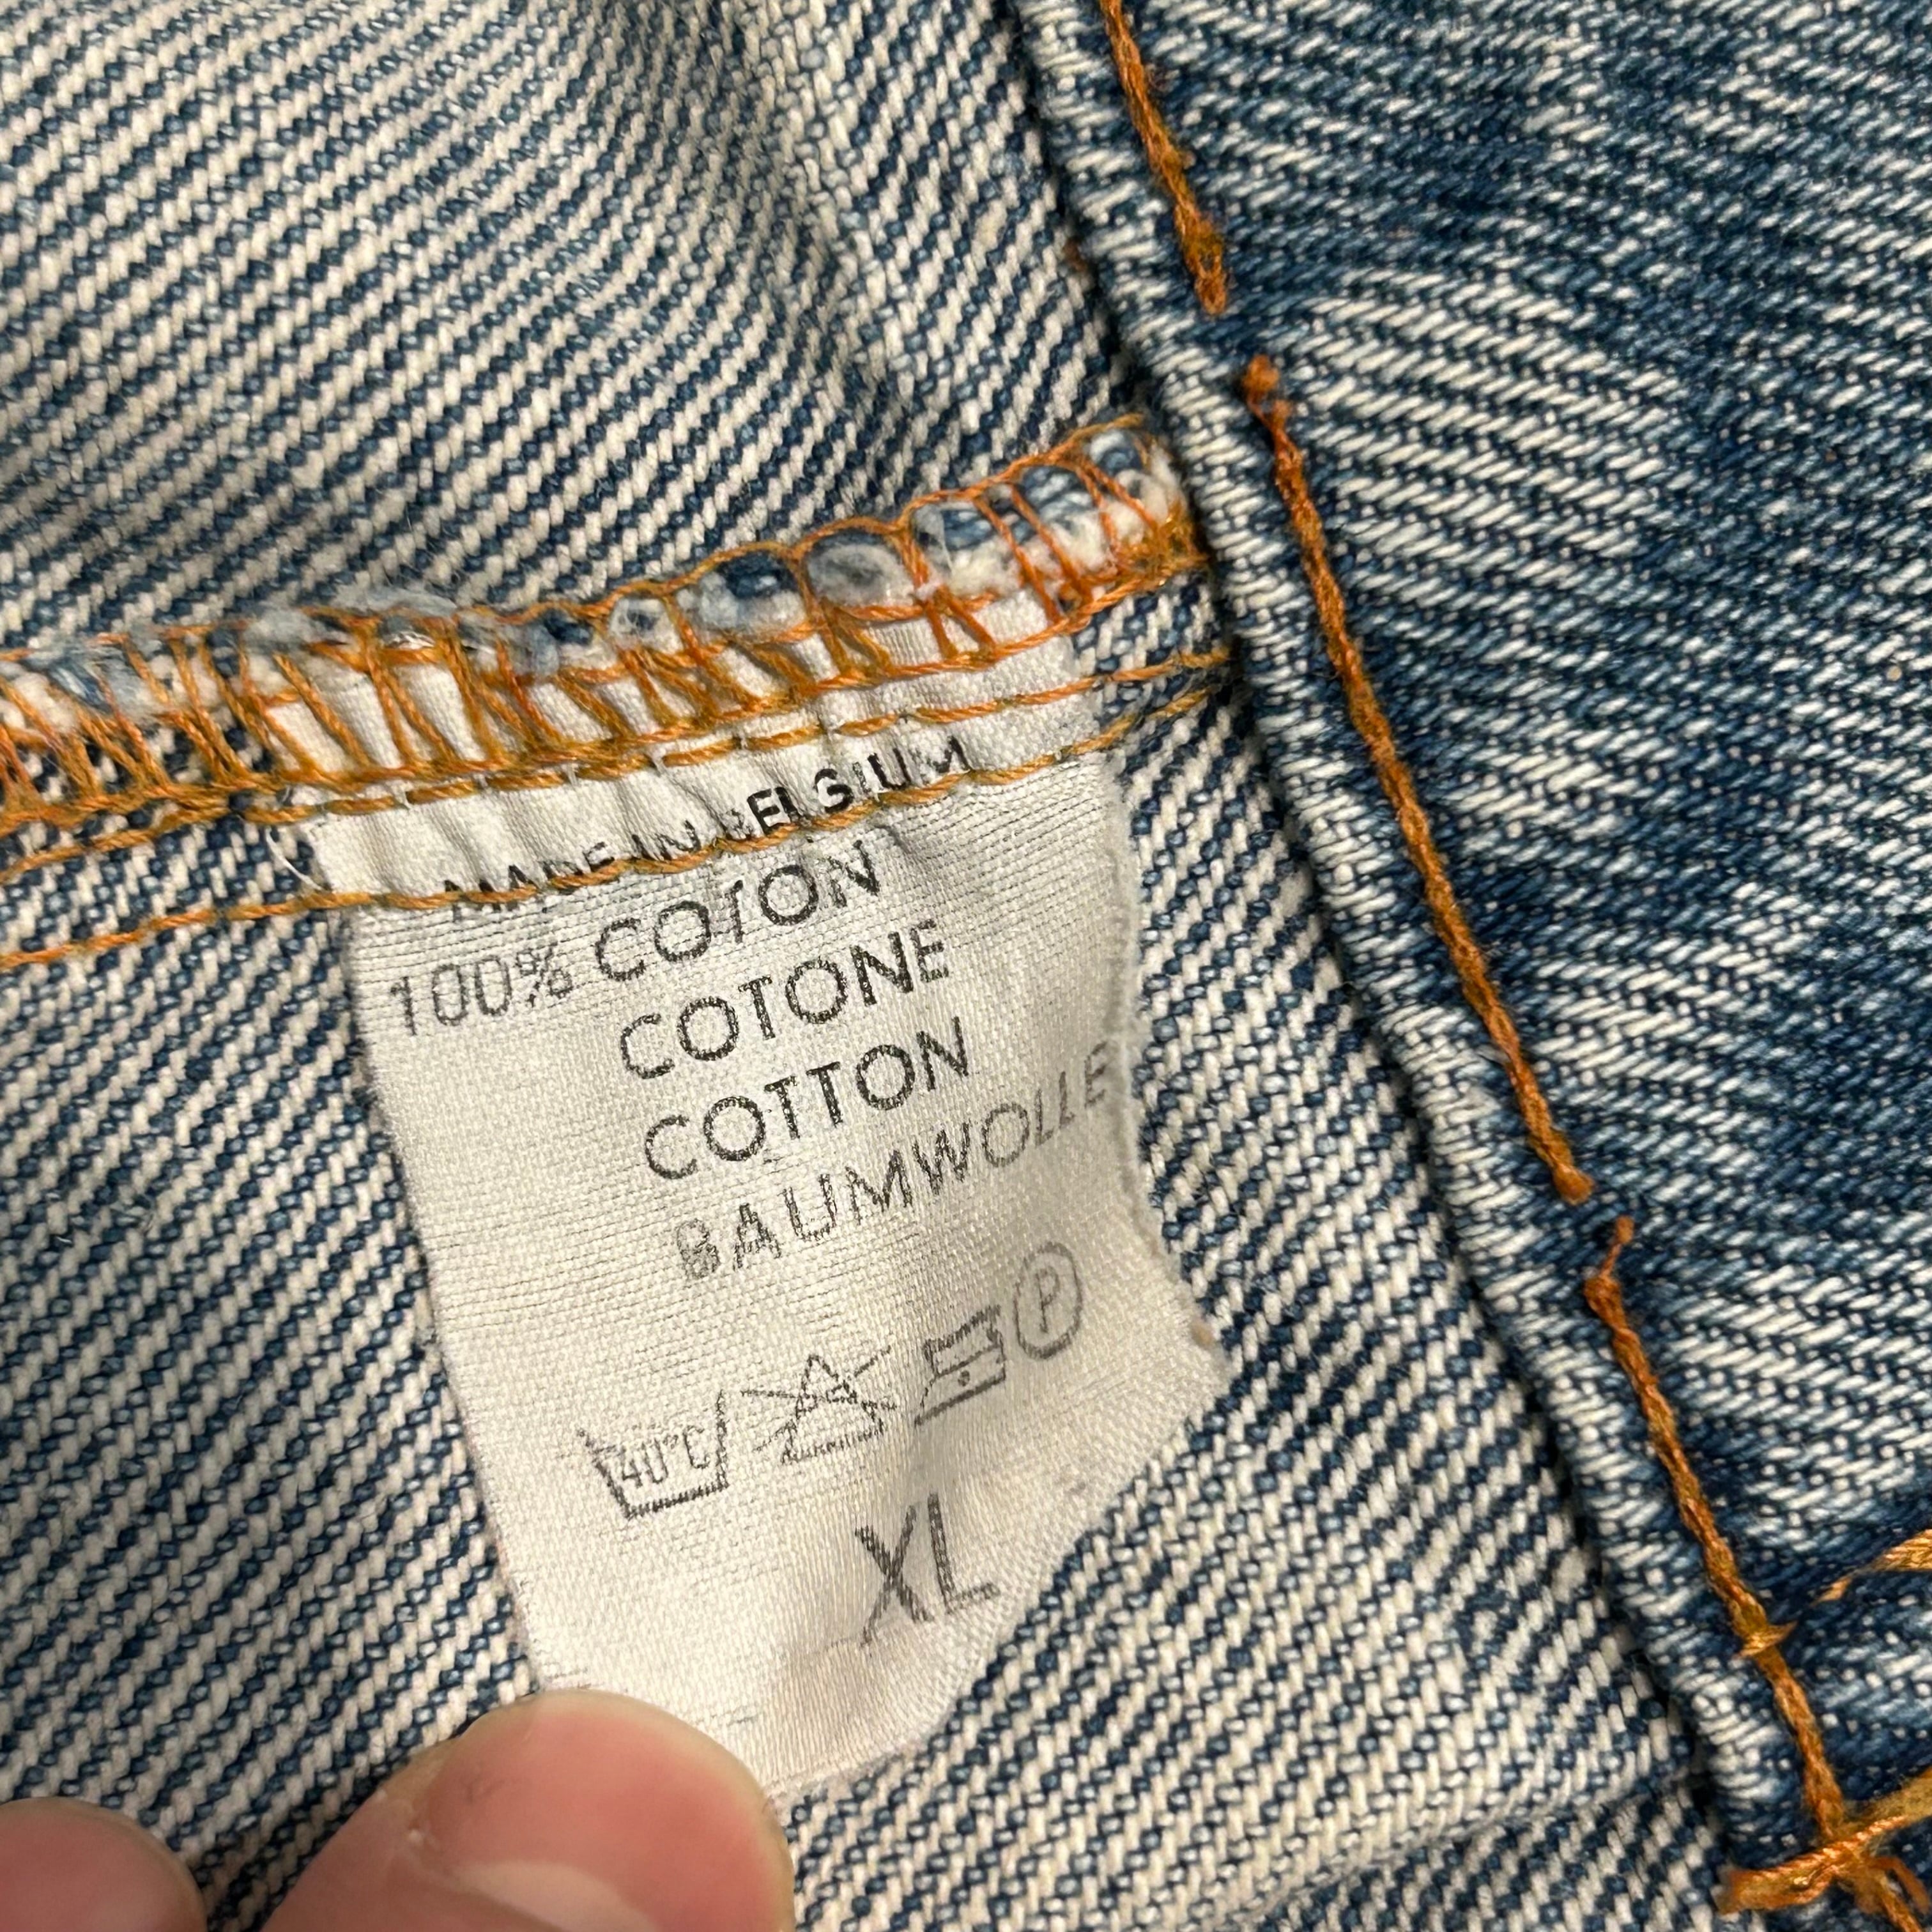 MADE IN BELGIUM
100% COTON
COTONE
COTTON
BAUMWOLLE
40°C P
XL